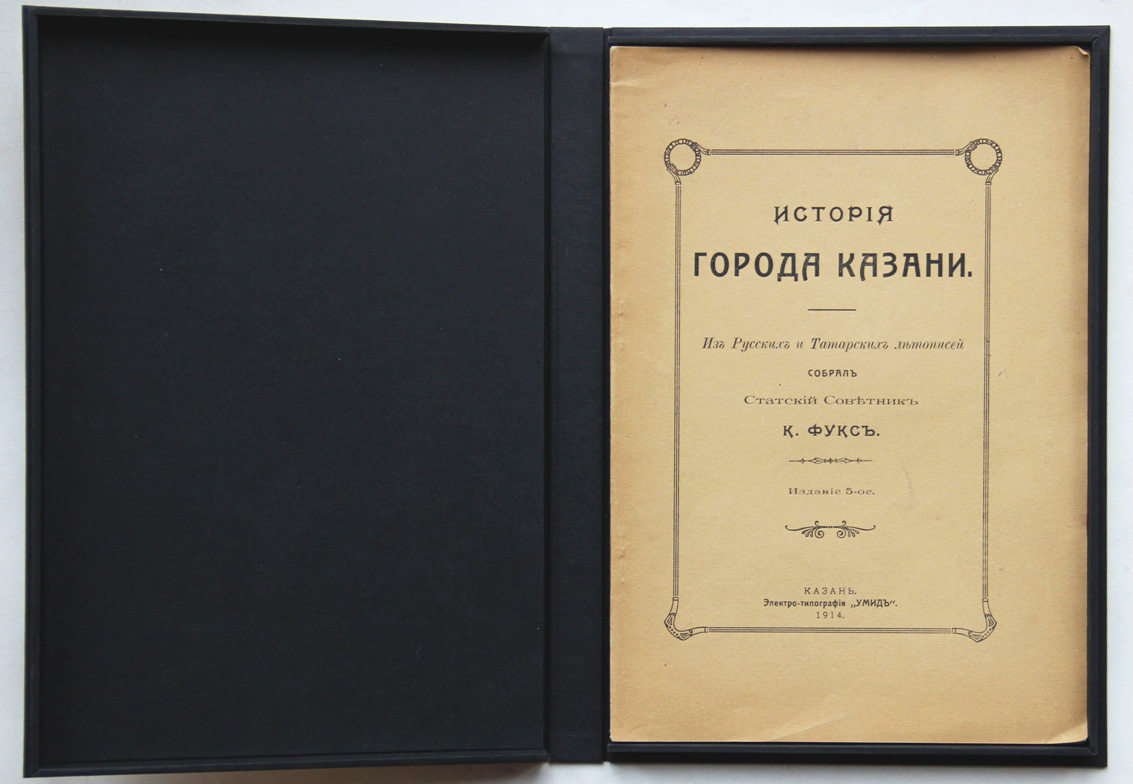 ИСТОРІЯ
ГОРОДА КАЗАНИ.
Изъ Русскихъ и Татарскихъ лѣтописей
СОБРАЛЪ
Статскій Совѣтникъ
К. ФУКСЪ.
Изданіе 5-ое.
КАЗАНЬ.
Электро-типографія „УМИДЪ“.
1914.